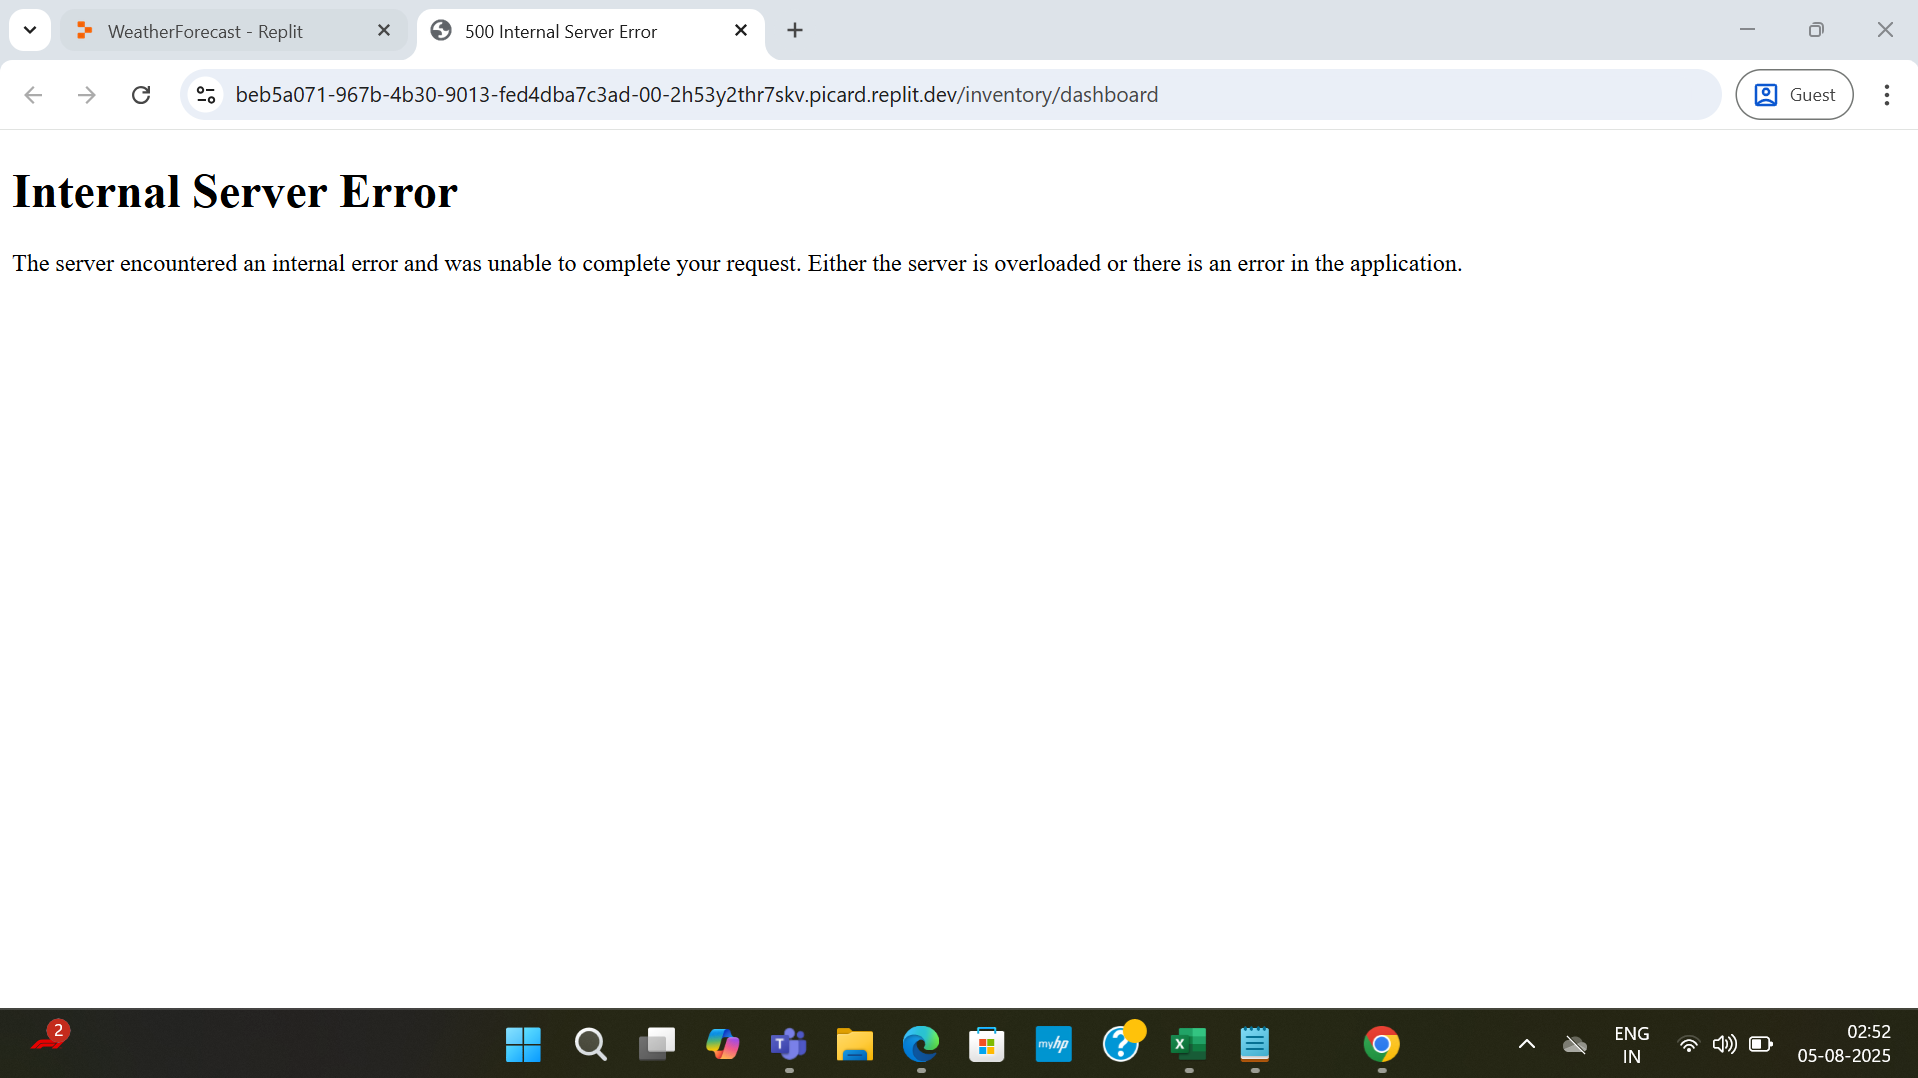 WeatherForecast - Replit
500 Internal Server Error
beb5a071-967b-4b30-9013-fed4dba7c3ad-00-2h53y2thr7skv.picard.replit.dev/inventory/dashboard
Guest
Internal Server Error
The server encountered an internal error and was unable to complete your request. Either the server is overloaded or there is an error in the application.
2
T
myhp
?
X
ENG
IN
02:52
05-08-2025